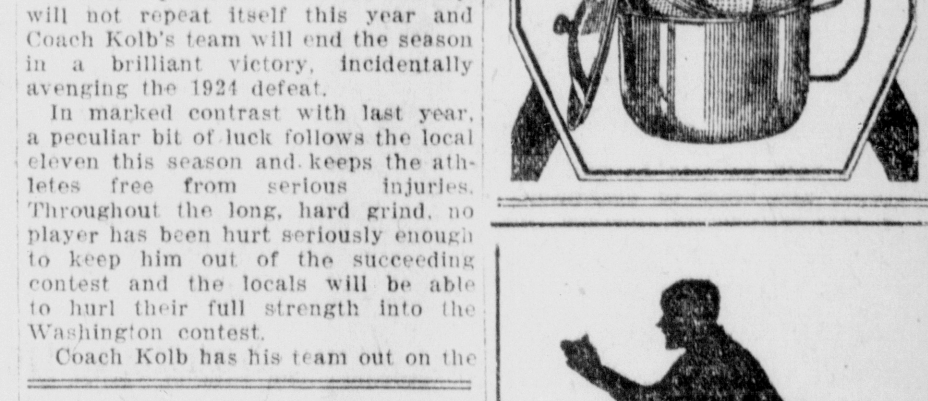 will not repeat itself this year and
Coach Kolb's team will end the season
in a brilliant victory, incidentally
avenging the 1924 defeat.
In marked contrast with last year,
a peculiar bit of luck follows the local
eleven this season and keeps the ath-
letes free from serious injuries.
Throughout the long, hard grind, no
player has been hurt seriously enough
to keep him out of the succeeding
contest and the locals will be able
to hurl their full strength into the
Washington contest.
Coach Kolb has his team out on the